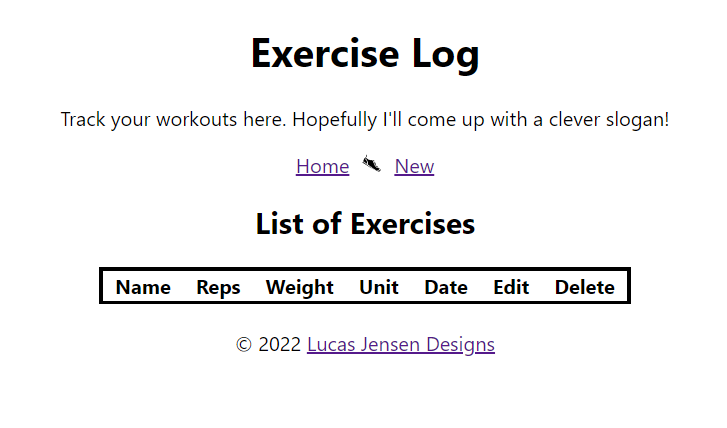 Exercise Log
Track your workouts here. Hopefully I'll come up with a clever slogan!
Home New
List of Exercises
Name Reps Weight Unit Date Edit Delete
© 2022 Lucas Jensen Designs